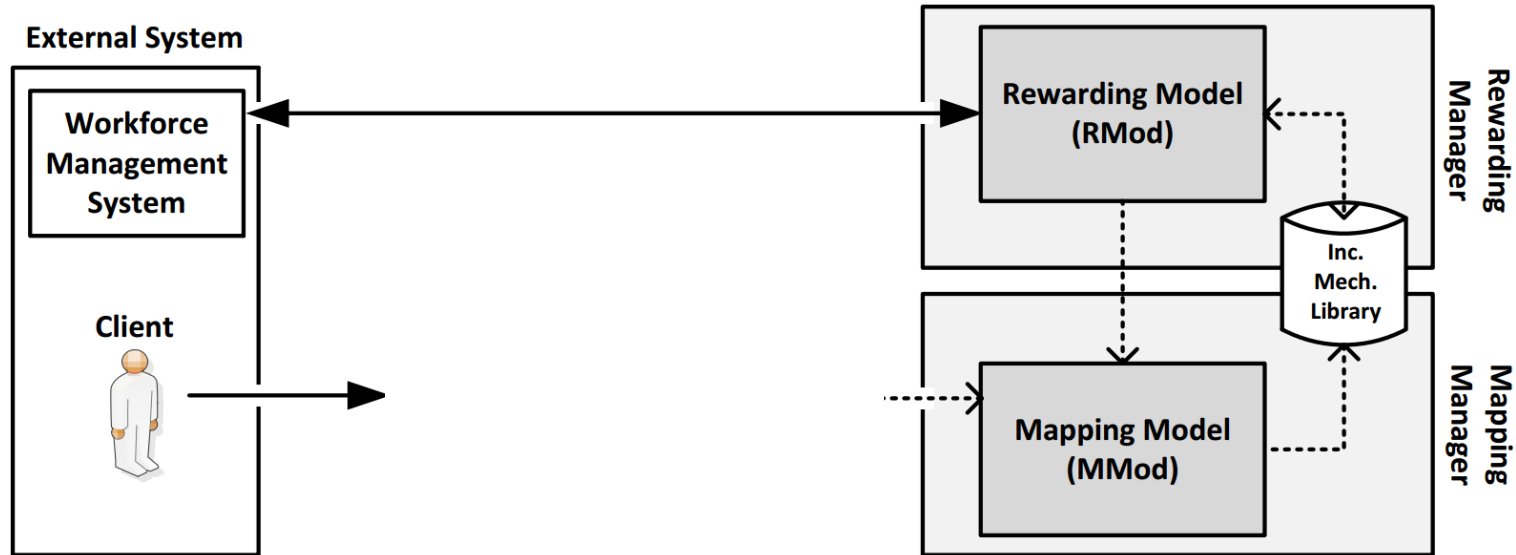 External System
Workforce
Management
System
Client
Rewarding Model
(RMod)
Inc.
Mech.
Library
Mapping Model
(MMod)
Rewarding
Manager
Mapping
Manager